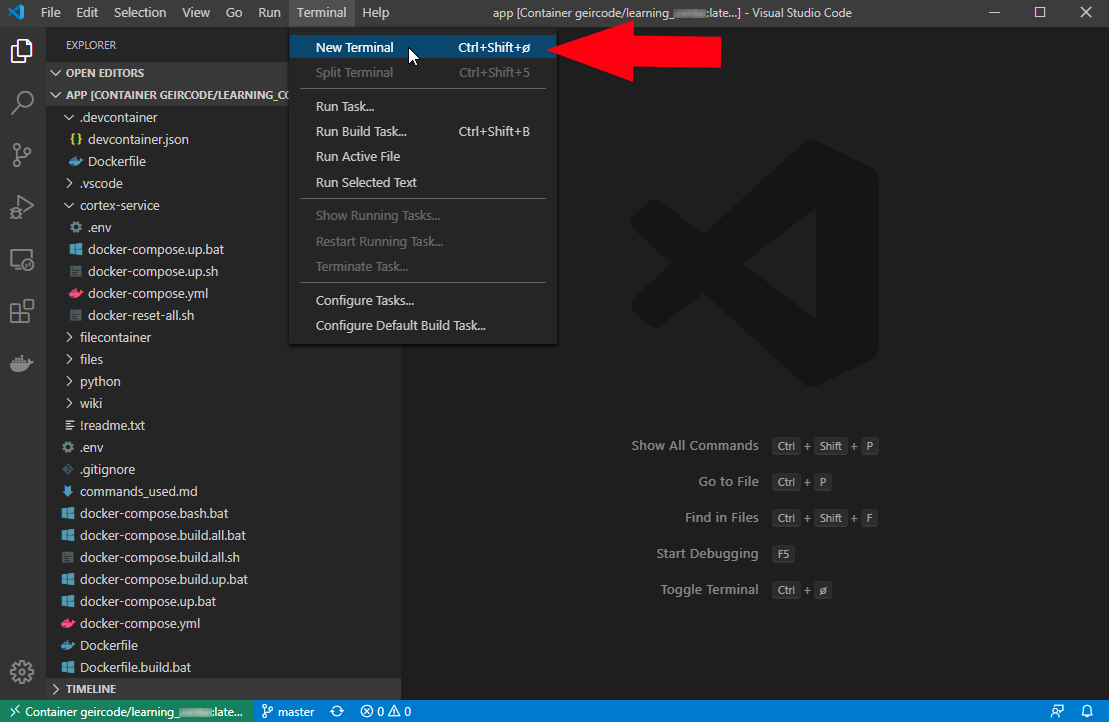 File Edit Selection View Go Run Terminal Help app [Container geircode/learning_ :late...] - Visual Studio Code
EXPLORER
OPEN EDITORS
APP [CONTAINER GEIRCODE/LEARNING_CO
.devcontainer
{} devcontainer.json
Dockerfile
.vscode
cortex-service
.env
docker-compose.up.bat
docker-compose.up.sh
docker-compose.yml
docker-reset-all.sh
filecontainer
files
python
wiki
!readme.txt
.env
.gitignore
commands_used.md
docker-compose.bash.bat
docker-compose.build.all.bat
docker-compose.build.all.sh
docker-compose.build.up.bat
docker-compose.up.bat
docker-compose.yml
Dockerfile
Dockerfile.build.bat
TIMELINE
New Terminal Ctrl+Shift+ø
Split Terminal Ctrl+Shift+5
Run Task...
Run Build Task... Ctrl+Shift+B
Run Active File
Run Selected Text
Show Running Tasks...
Restart Running Task...
Terminate Task...
Configure Tasks...
Configure Default Build Task...
Show All Commands Ctrl + Shift + P
Go to File Ctrl + P
Find in Files Ctrl + Shift + F
Start Debugging F5
Toggle Terminal Ctrl + ø
Container geircode/learning_ :late... master 0 0